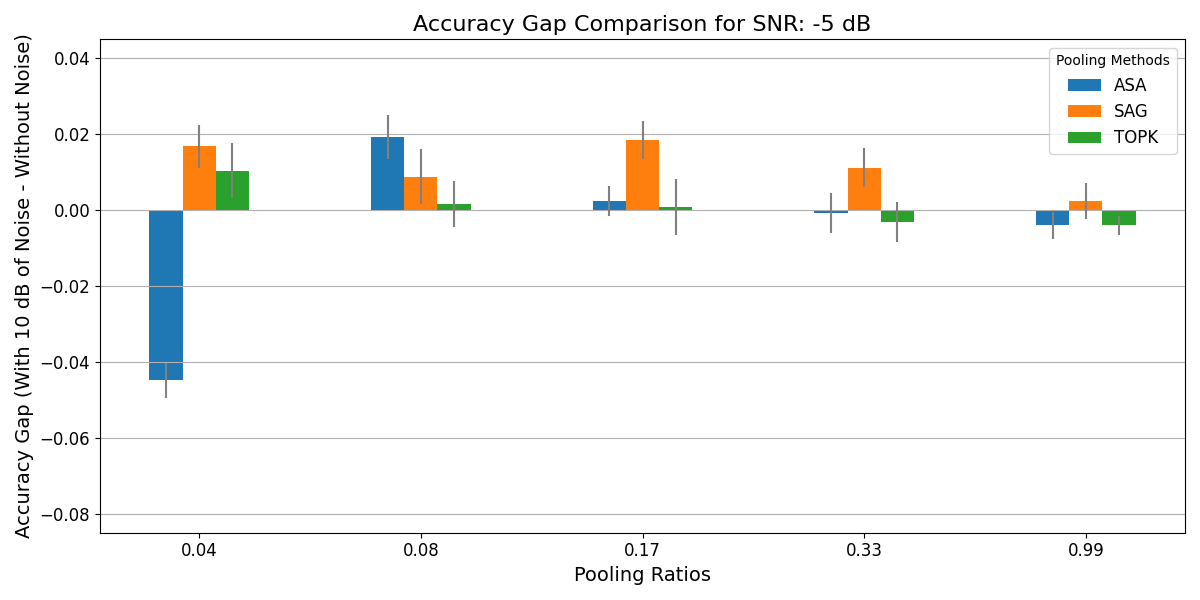 Accuracy Gap Comparison for SNR: -5 dB
Accuracy Gap (With 10 dB of Noise - Without Noise)
0.04
0.02
0.00
−0.02
−0.04
−0.06
−0.08
Pooling Methods
ASA
SAG
TOPK
0.04
0.08
0.17
0.33
0.99
Pooling Ratios